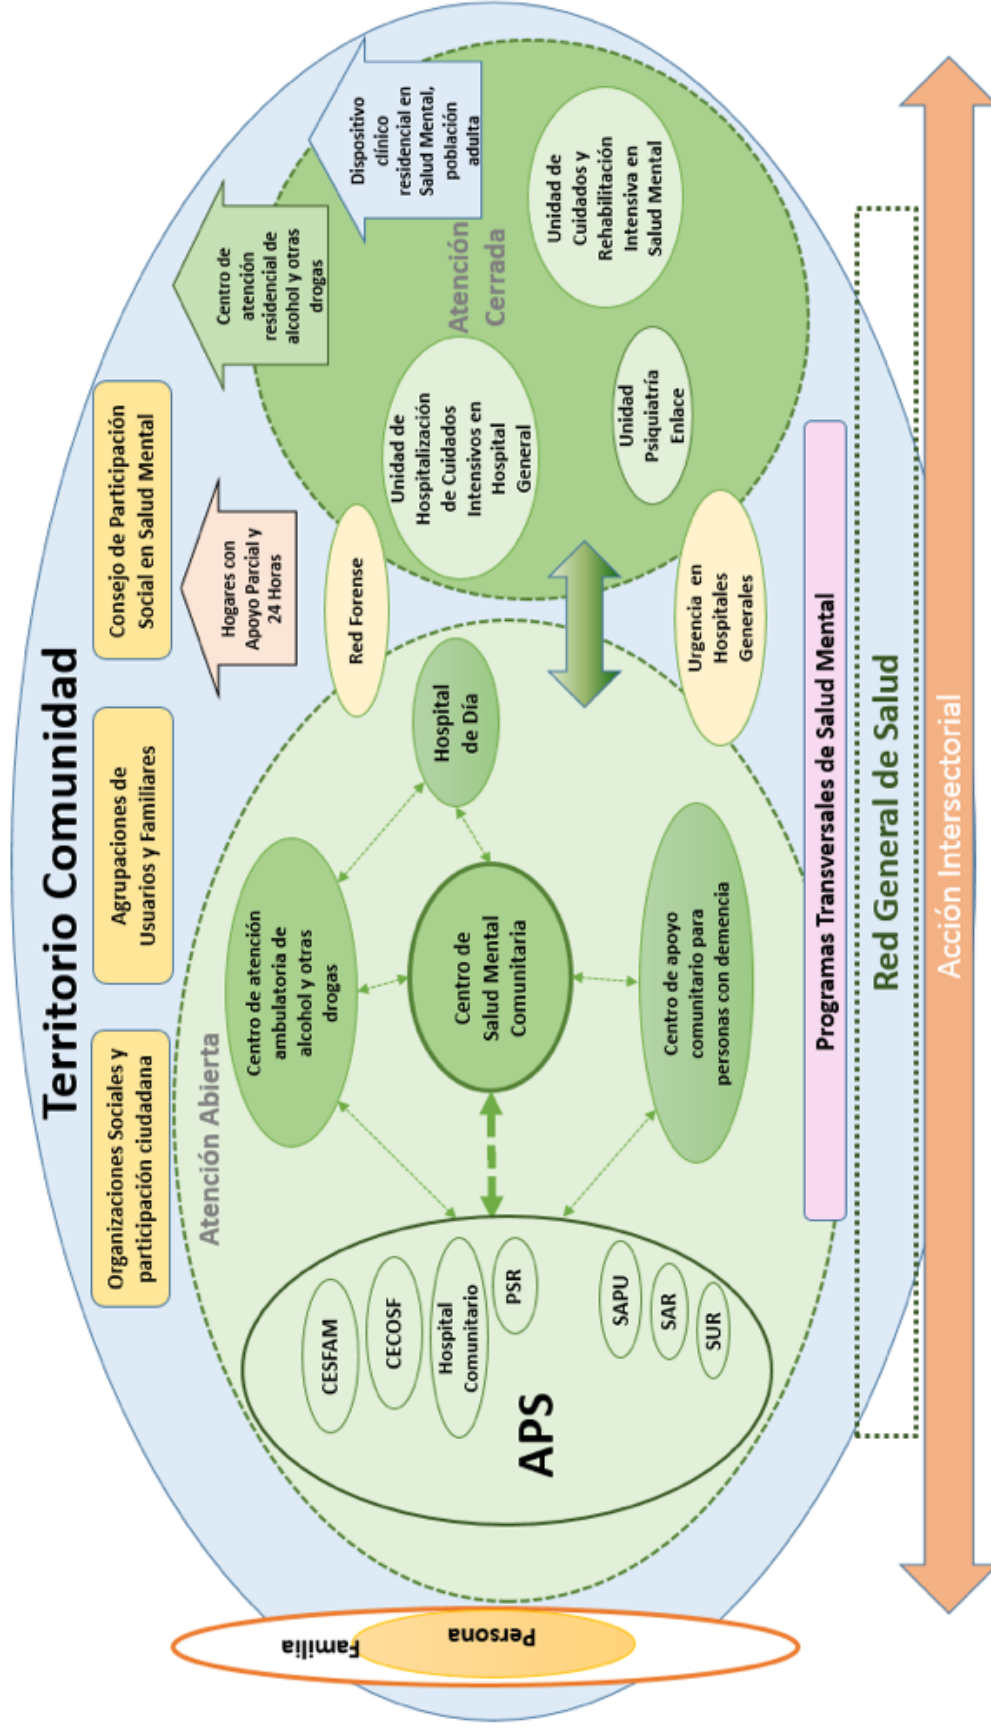 Territorio Comunidad
Organizaciones Sociales y
participación ciudadana
Agrupaciones de
Usuarios y Familiares
Consejo de Participación
Social en Salud Mental
Familia
Persona
Atención Abierta
APS
CESFAM
CECOSF
Hospital
Comunitario
PSR
SAPU
SAR
SUR
Centro de atención
ambulatoria de
alcohol y otras
drogas
Centro de
Salud Mental
Comunitaria
Centro de apoyo
comunitario para
personas con demencia
Hospital
de Día
Hogares con
Apoyo Parcial y
24 Horas
Red Forense
Urgencia en
Hospitales
Generales
Centro de
atención
residencial de
alcohol y otras
drogas
Dispositivo
clínico
residencial en
Salud Mental,
población
adulta
Atención
Cerrada
Unidad de
Hospitalización
de Cuidados
Intensivos en
Hospital
General
Unidad
Psiquiatría
Enlace
Unidad de
Cuidados y
Rehabilitación
Intensiva en
Salud Mental
Programas Transversales de Salud Mental
Red General de Salud
Acción Intersectorial